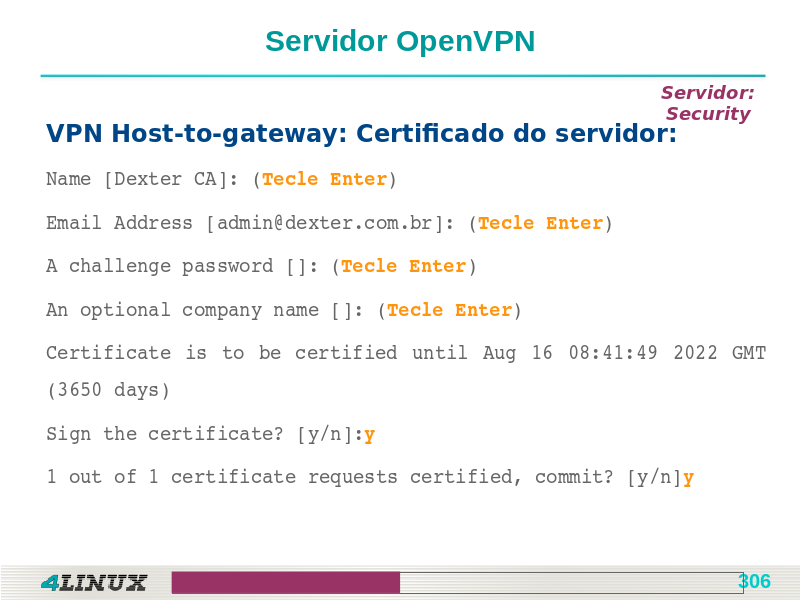 Servidor OpenVPN
Servidor:
Security
VPN Host-to-gateway: Certificado do servidor:
Name [Dexter CA]: (Tecle Enter)
Email Address [admin@dexter.com.br]: (Tecle Enter)
A challenge password []: (Tecle Enter)
An optional company name []: (Tecle Enter)
Certificate is to be certified until Aug 16 08:41:49 2022 GMT
(3650 days)
Sign the certificate? [y/n]:y
1 out of 1 certificate requests certified, commit? [y/n]y
4LINUX
306